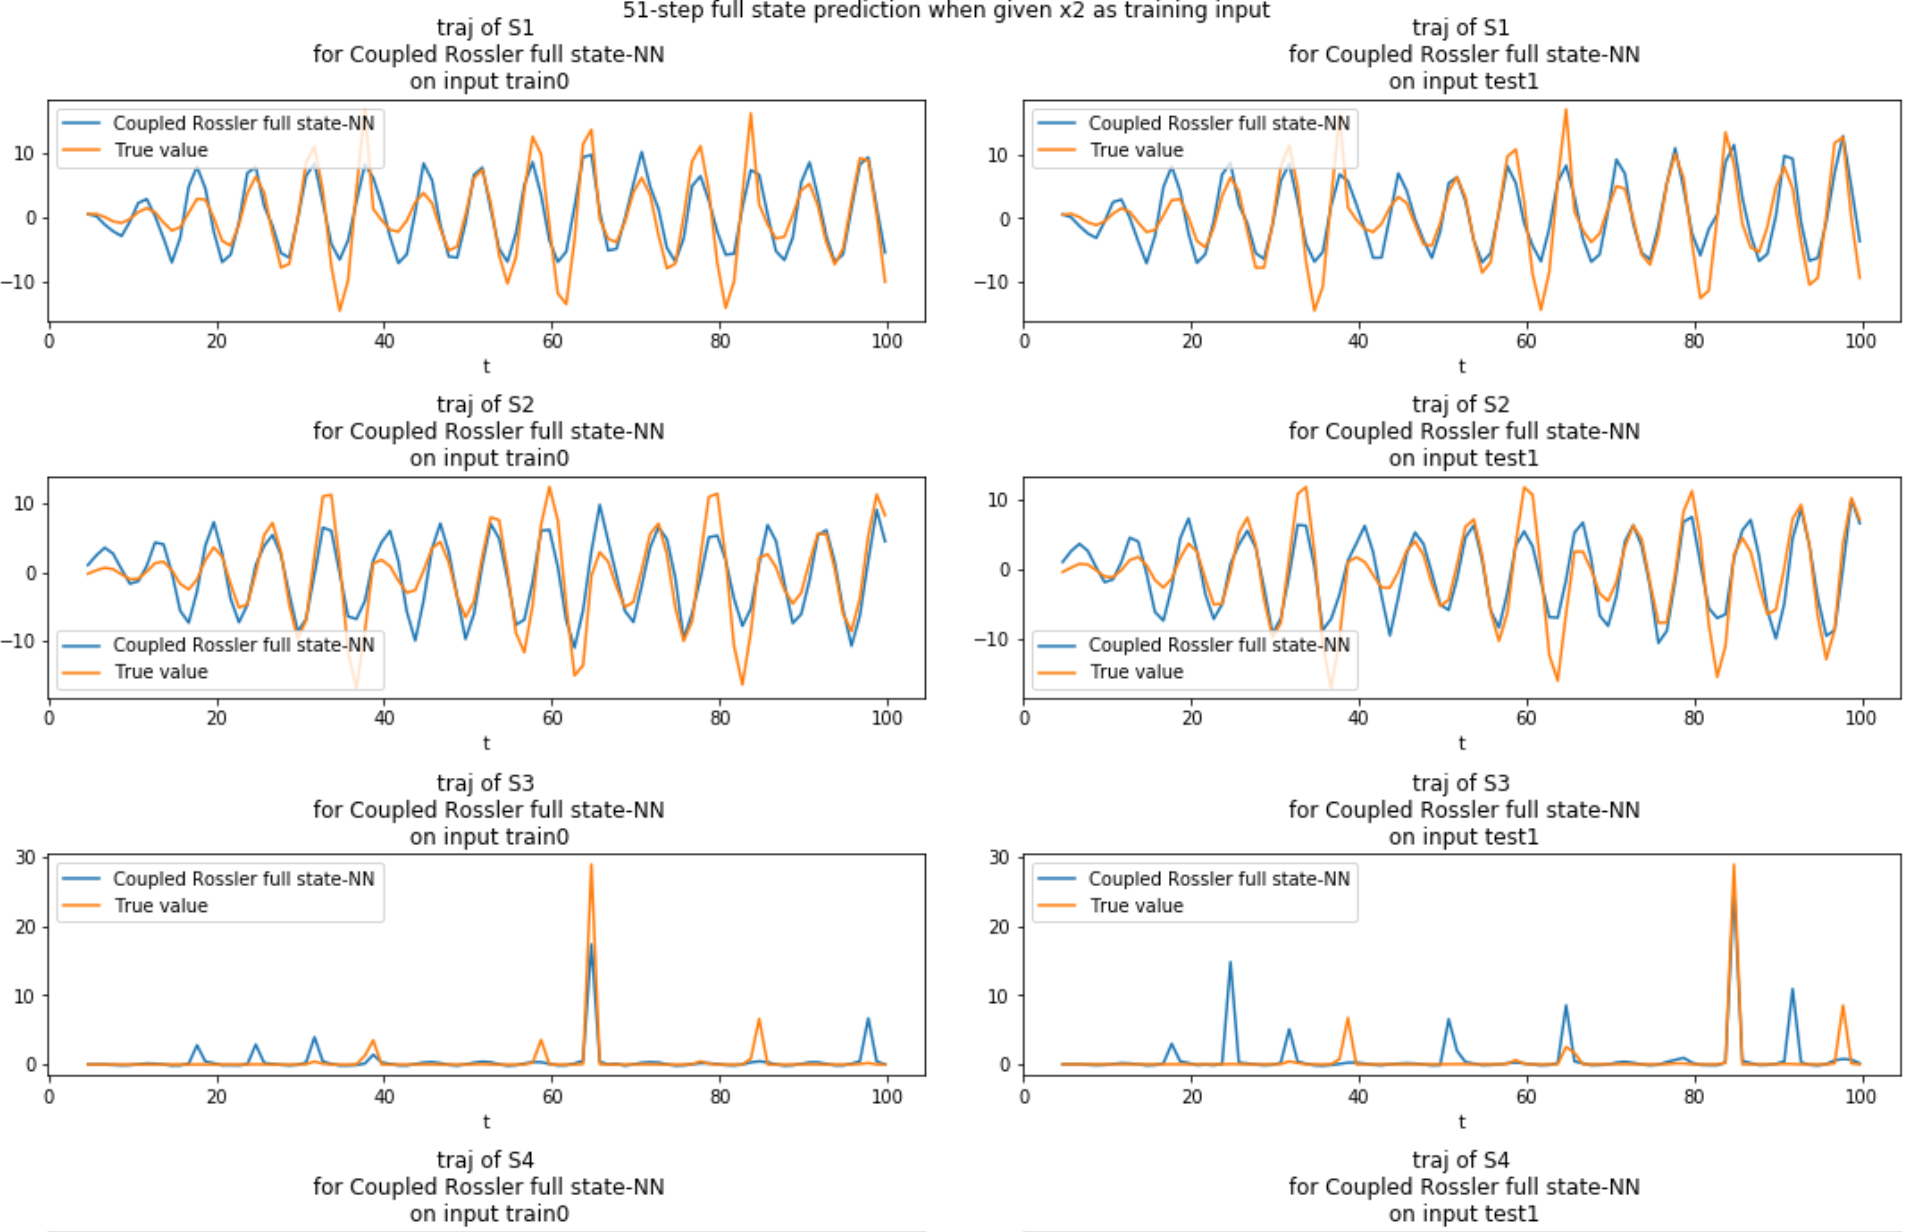 51-step full state prediction when given x2 as training input
traj of S1
for Coupled Rossler full state-NN
on input train0
Coupled Rossler full state-NN
True value
10
0
−10
0 20 40 60 80 100
t
traj of S1
for Coupled Rossler full state-NN
on input test1
Coupled Rossler full state-NN
True value
10
0
−10
0 20 40 60 80 100
t
traj of S2
for Coupled Rossler full state-NN
on input train0
10
0
−10
Coupled Rossler full state-NN
True value
0 20 40 60 80 100
t
traj of S2
for Coupled Rossler full state-NN
on input test1
10
0
−10
Coupled Rossler full state-NN
True value
0 20 40 60 80 100
t
traj of S3
for Coupled Rossler full state-NN
on input train0
30
Coupled Rossler full state-NN
True value
20
10
0
0 20 40 60 80 100
t
traj of S3
for Coupled Rossler full state-NN
on input test1
30
Coupled Rossler full state-NN
True value
20
10
0
0 20 40 60 80 100
t
traj of S4
for Coupled Rossler full state-NN
on input train0
traj of S4
for Coupled Rossler full state-NN
on input test1